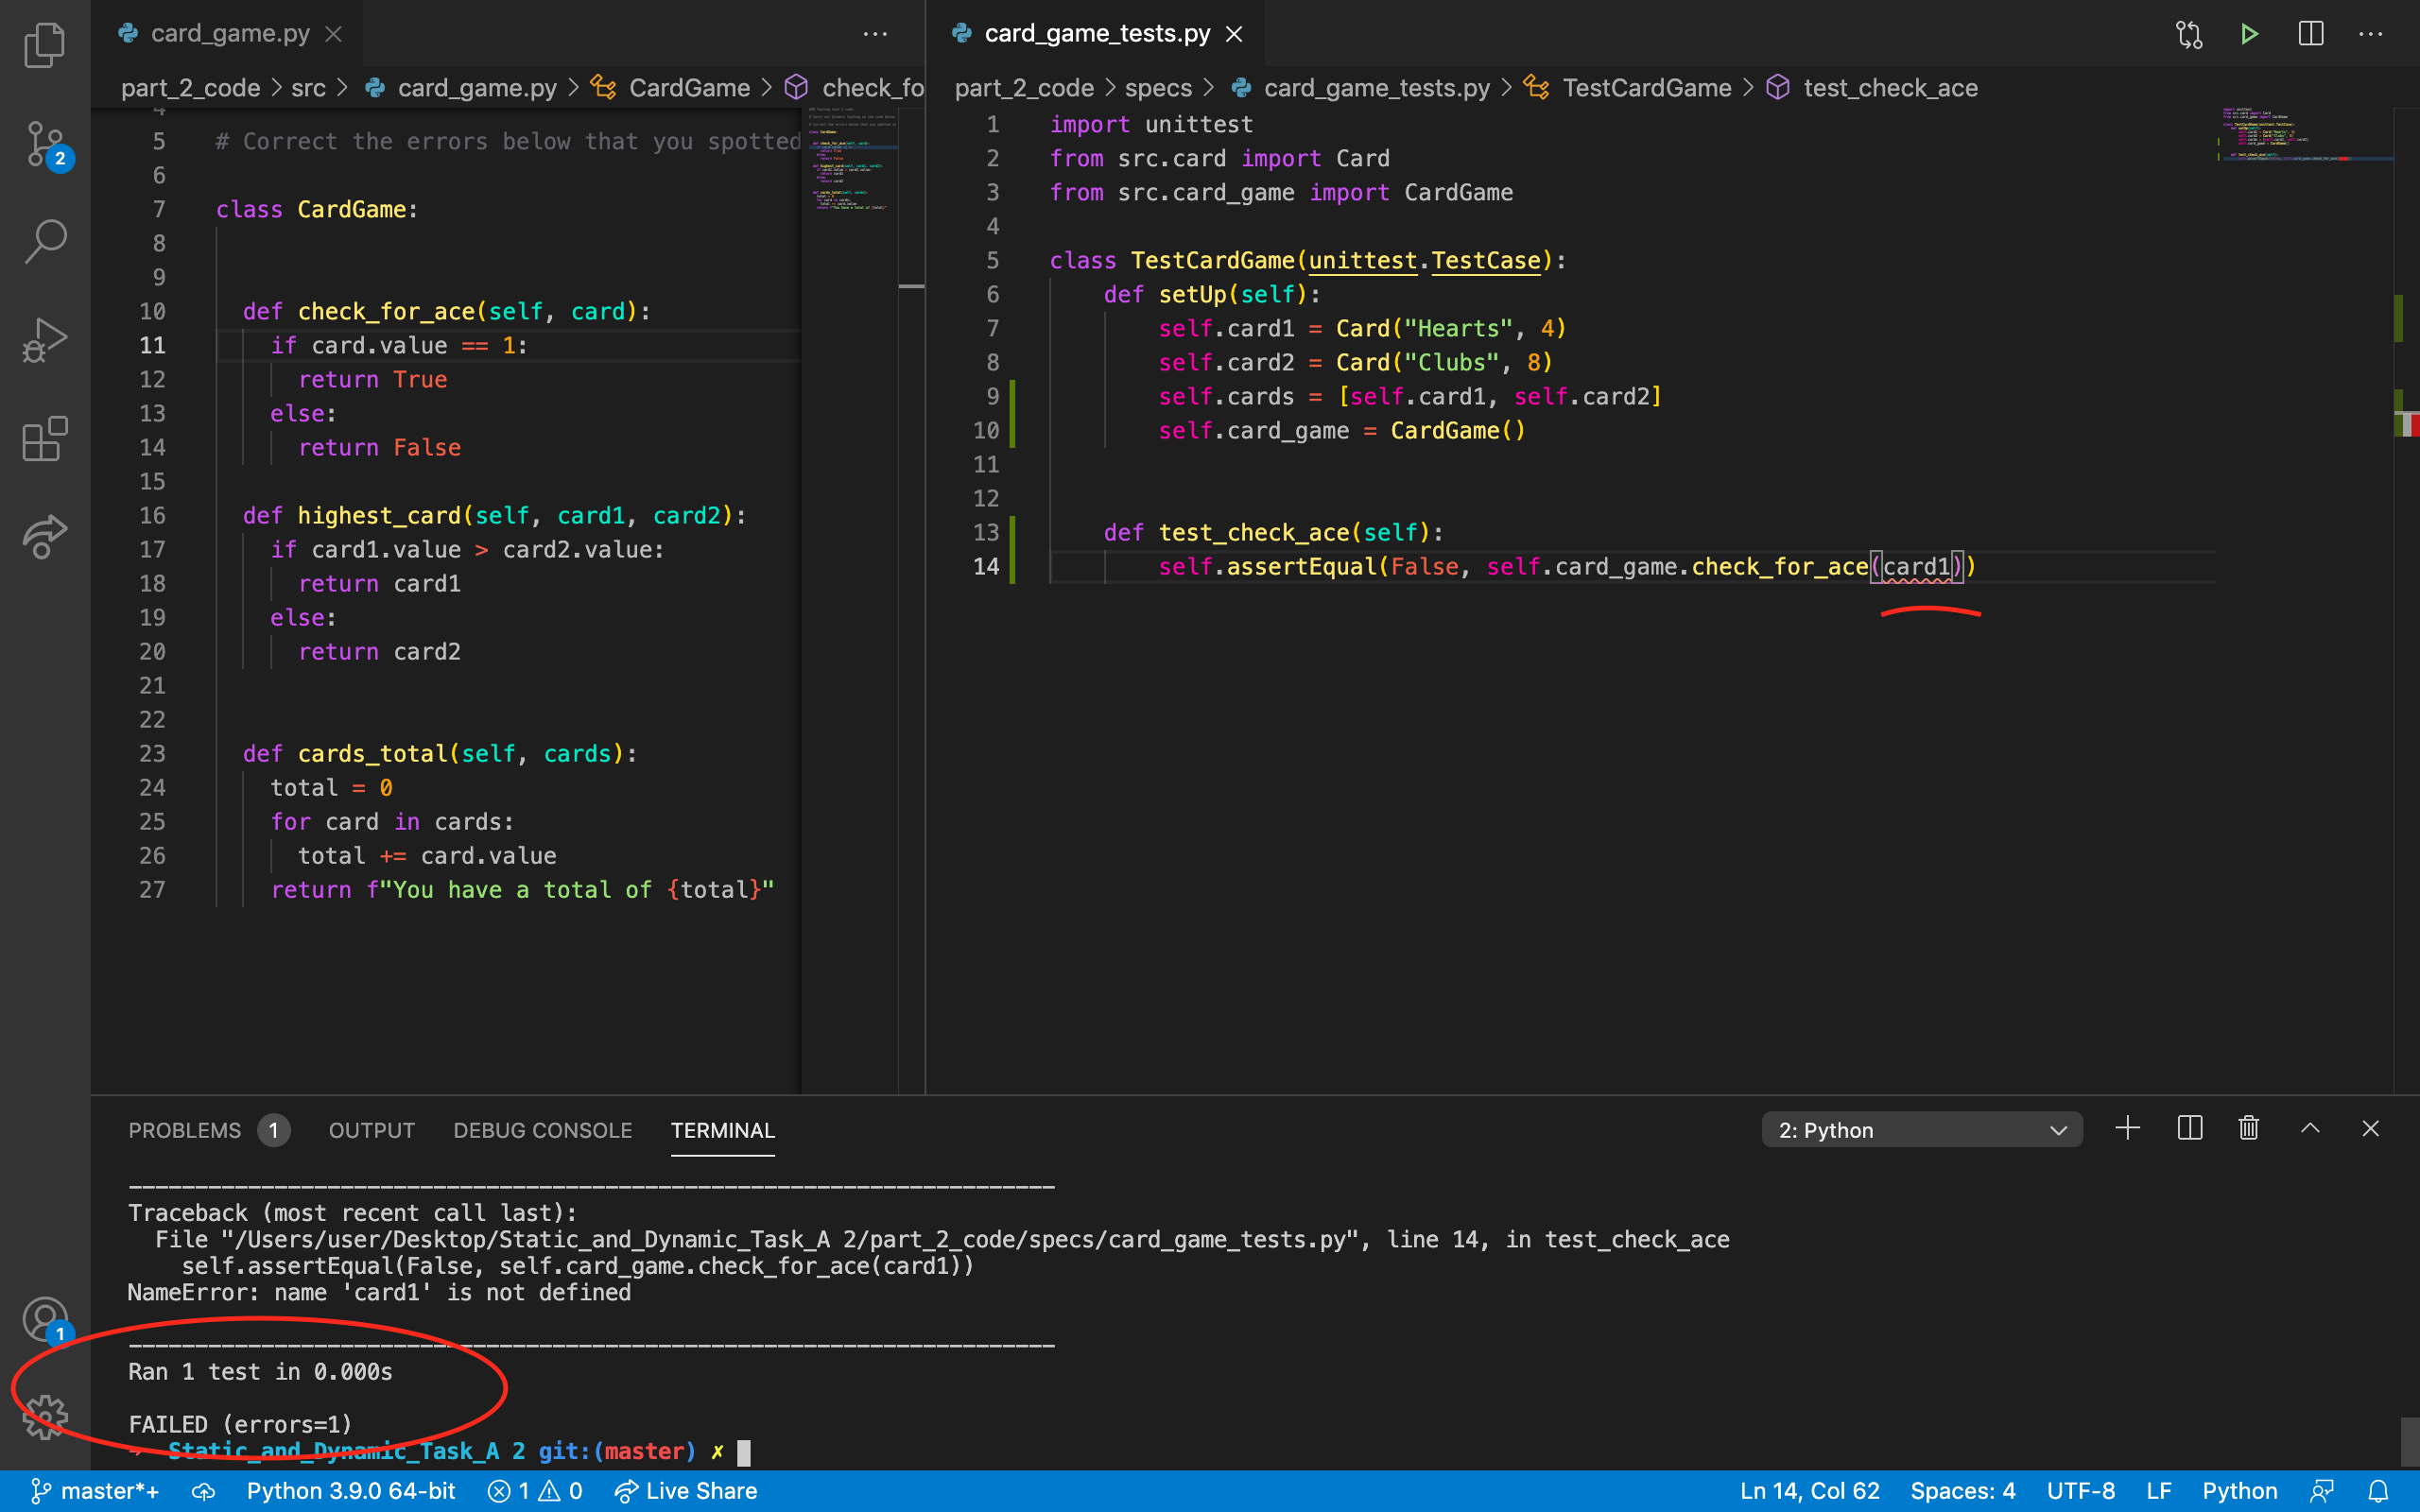 card_game.py
part_2_code > src > card_game.py > CardGame > check_fo
4
5 # Correct the errors below that you spotted
6
7 class CardGame:
8
9
10 def check_for_ace(self, card):
11 if card.value == 1:
12 return True
13 else:
14 return False
15
16 def highest_card(self, card1, card2):
17 if card1.value > card2.value:
18 return card1
19 else:
20 return card2
21
22
23 def cards_total(self, cards):
24 total = 0
25 for card in cards:
26 total += card.value
27 return f"You have a total of {total}"
card_game_tests.py
part_2_code > specs > card_game_tests.py > TestCardGame > test_check_ace
1 import unittest
2 from src.card import Card
3 from src.card_game import CardGame
4
5 class TestCardGame(unittest.TestCase):
6 def setUp(self):
7 self.card1 = Card("Hearts", 4)
8 self.card2 = Card("Clubs", 8)
9 self.cards = [self.card1, self.card2]
10 self.card_game = CardGame()
11
12
13 def test_check_ace(self):
14 self.assertEqual(False, self.card_game.check_for_ace(card1))
2
1
PROBLEMS 1 OUTPUT DEBUG CONSOLE TERMINAL 2: Python
----------------------------------------------------------------------
Traceback (most recent call last):
File "/Users/user/Desktop/Static_and_Dynamic_Task_A 2/part_2_code/specs/card_game_tests.py", line 14, in test_check_ace
self.assertEqual(False, self.card_game.check_for_ace(card1))
NameError: name 'card1' is not defined
----------------------------------------------------------------------
Ran 1 test in 0.000s
FAILED (errors=1)
→ Static_and_Dynamic_Task_A 2 git:(master) ✗
master*+ Python 3.9.0 64-bit 1 0 Live Share Ln 14, Col 62 Spaces: 4 UTF-8 LF Python